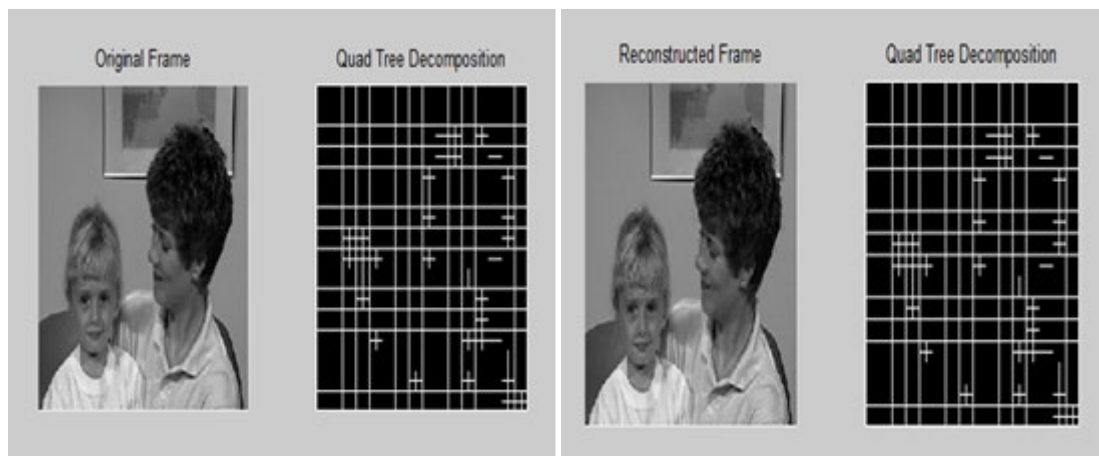 Original Frame
Quad Tree Decomposition
Reconstructed Frame
Quad Tree Decomposition